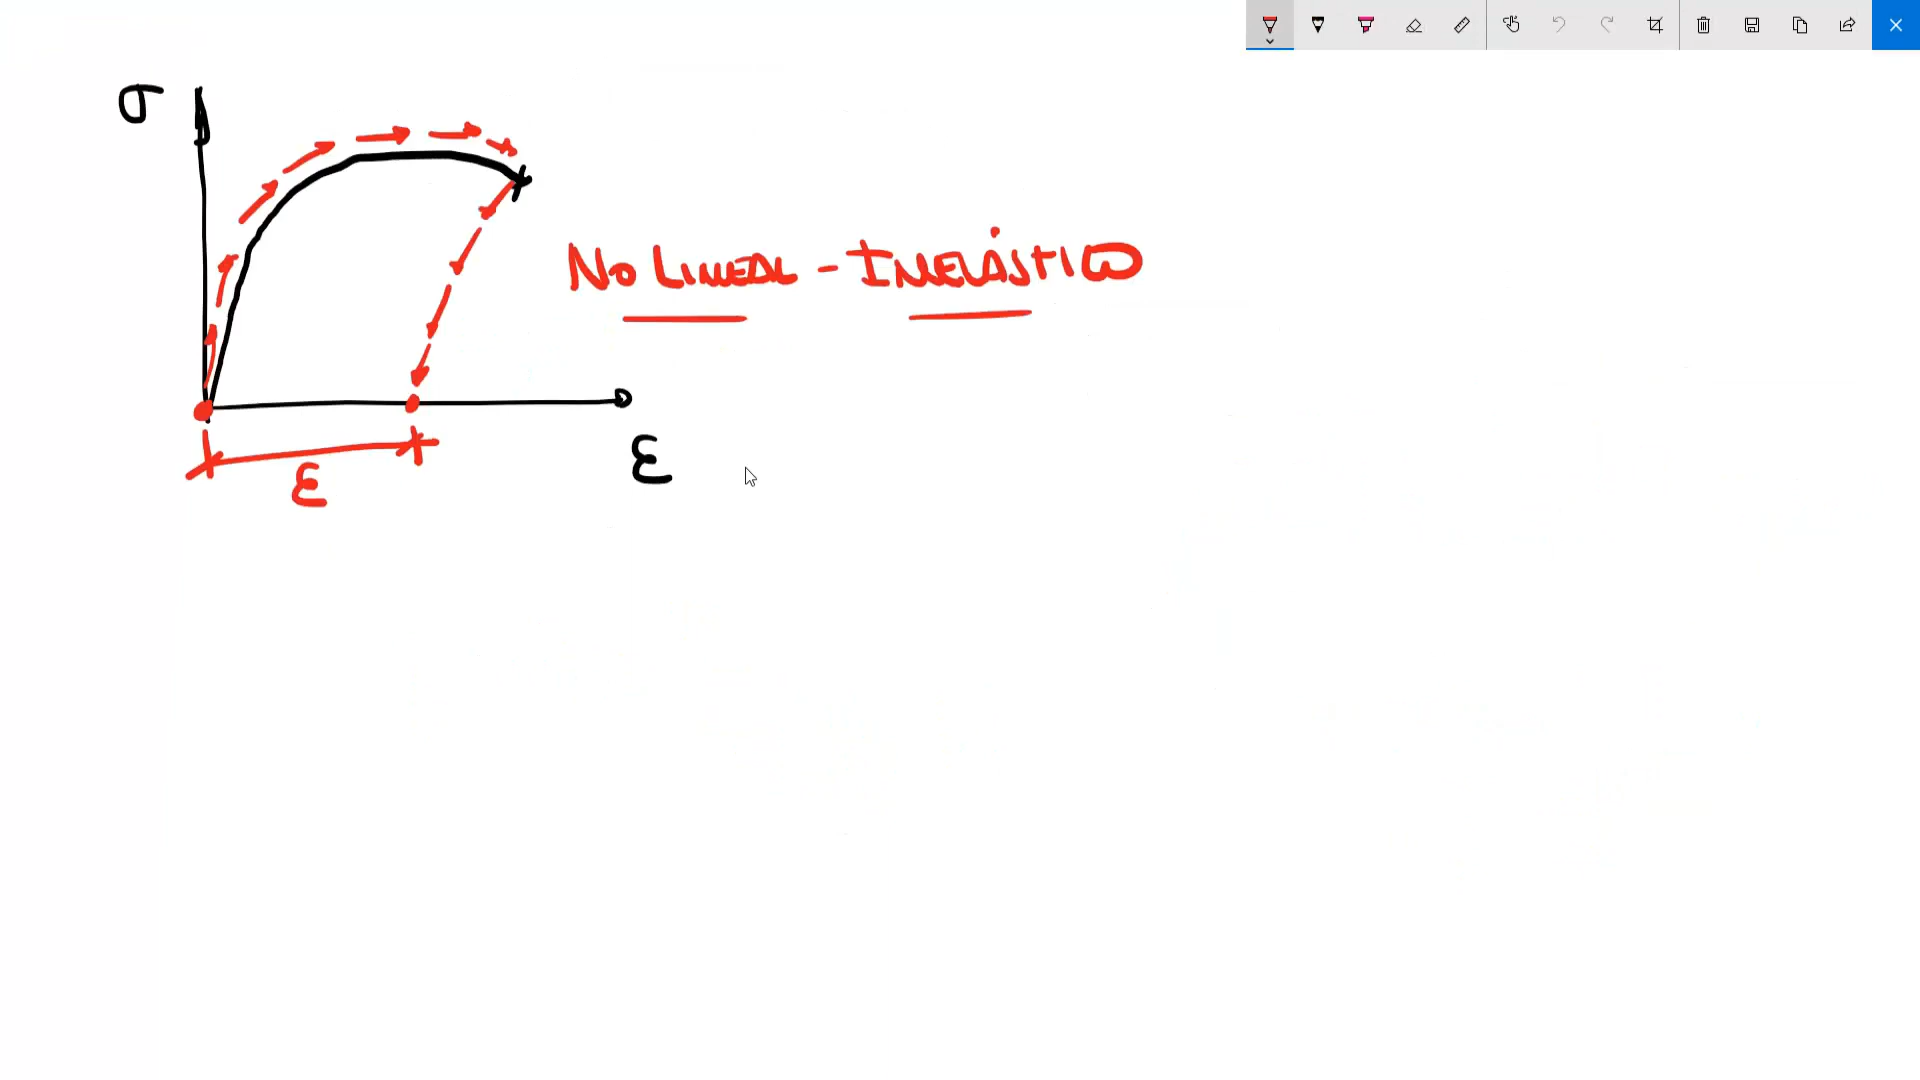 σ
NO LINEAL - INELÁSTICO
ε
ε